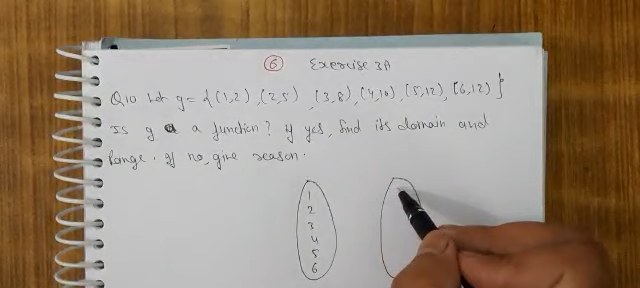 6 Exercise 3A
Q10 Let g = { (1,2), (2,5), (3,8), (4,10), (5,12), (6,12) }
Is g a function? if yes, find its domain and
Range. If no, give reason.
1
2
3
4
5
6